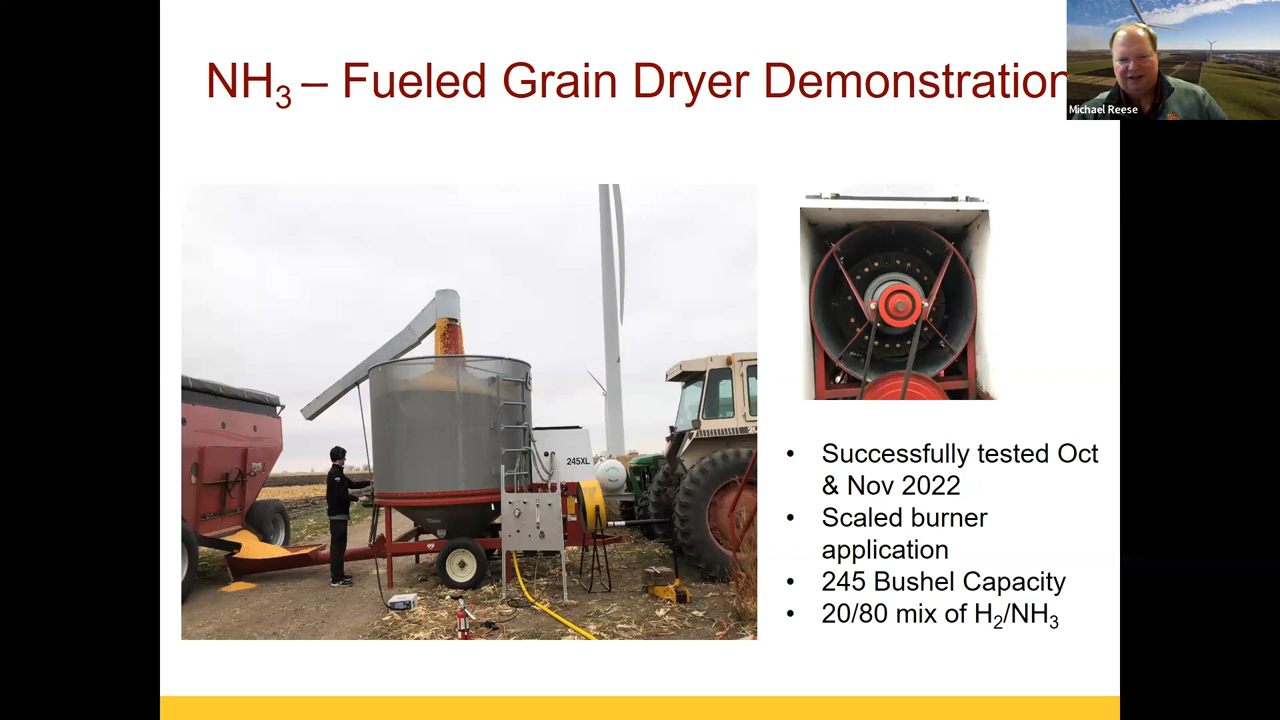 NH₃ – Fueled Grain Dryer Demonstration
Michael Reese
245XL
• Successfully tested Oct
& Nov 2022
• Scaled burner
application
• 245 Bushel Capacity
• 20/80 mix of H₂/NH₃